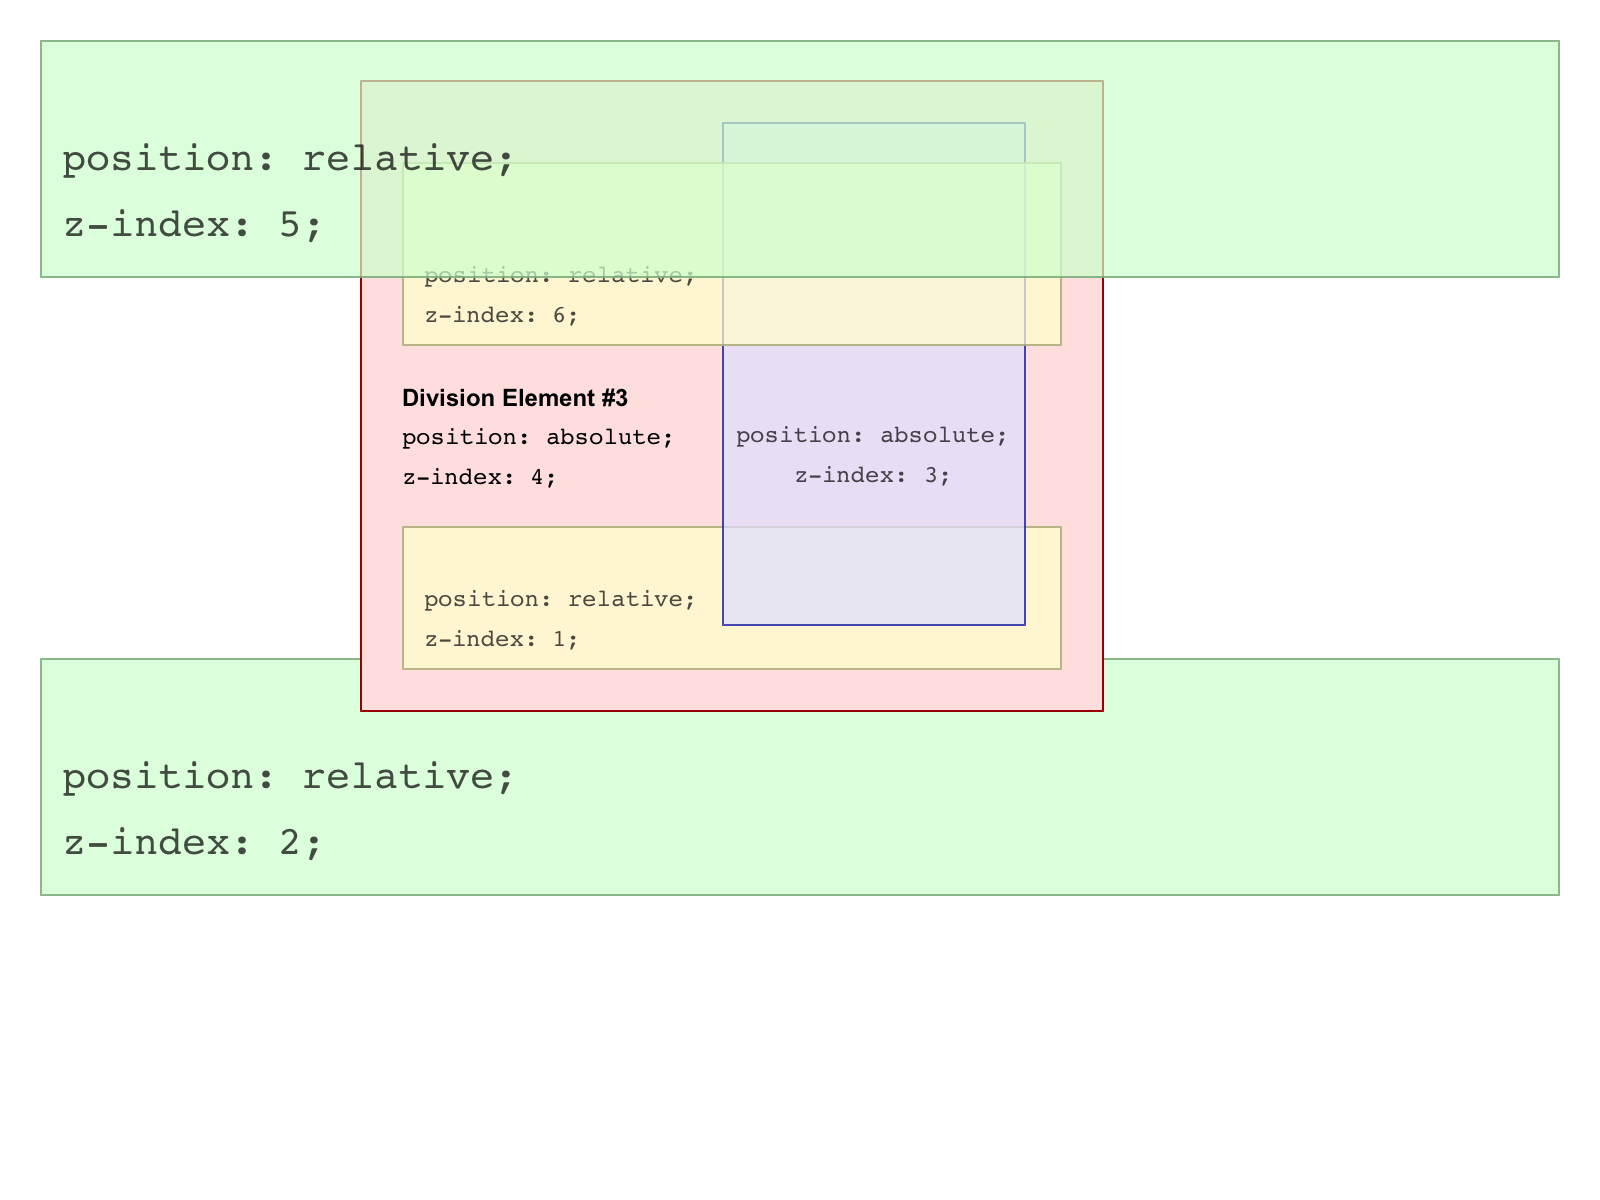 position: relative;
z-index: 5;
position: relative;
z-index: 6;
Division Element #3
position: absolute;
z-index: 4;
position: absolute;
z-index: 3;
position: relative;
z-index: 1;
position: relative;
z-index: 2;